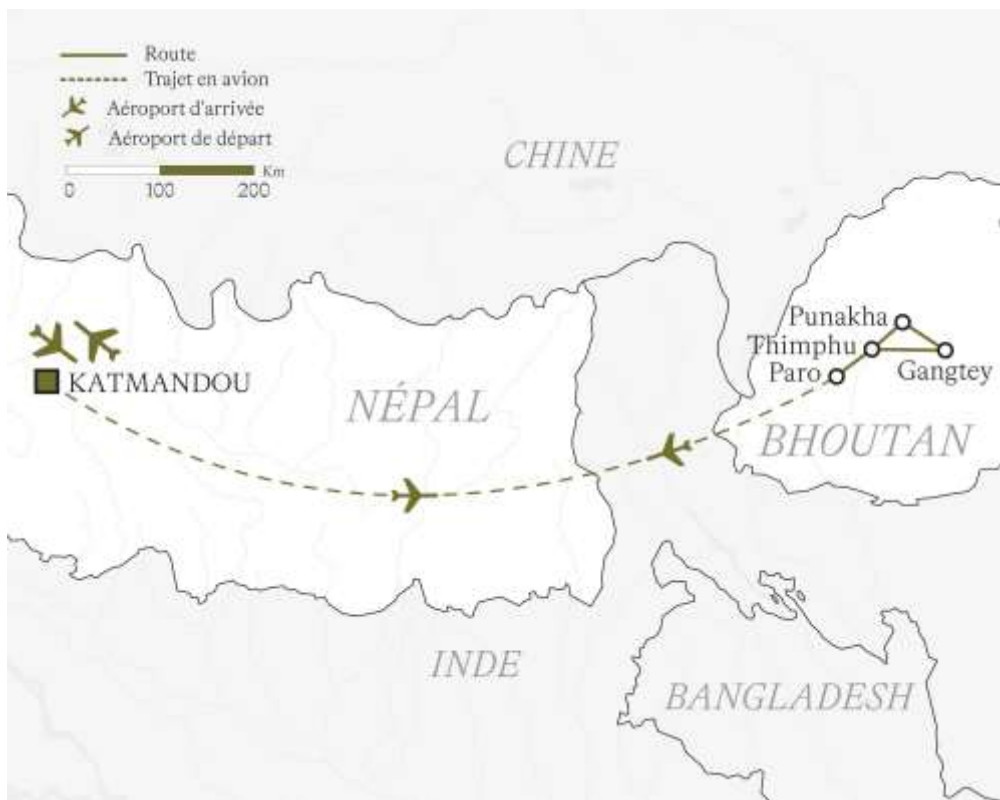 Route
Trajet en avion
Aéroport d'arrivée
Aéroport de départ
Km
0 100 200
CHINE
Punakha
Thimphu
Paro
Gangtey
KATMANDOU
NÉPAL
BHOUTAN
INDE
BANGLADESH